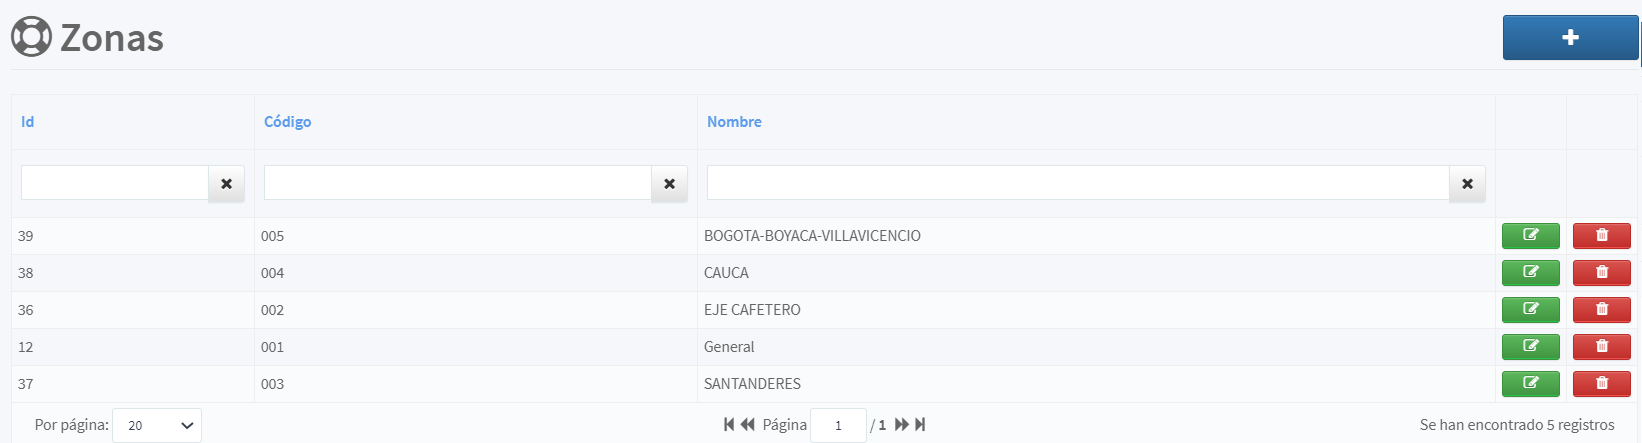 Zonas
Id Código Nombre
39 005 BOGOTA-BOYACA-VILLAVICENCIO
38 004 CAUCA
36 002 EJE CAFETERO
12 001 General
37 003 SANTANDERES
Por página: 20 Página 1 / 1 Se han encontrado 5 registros